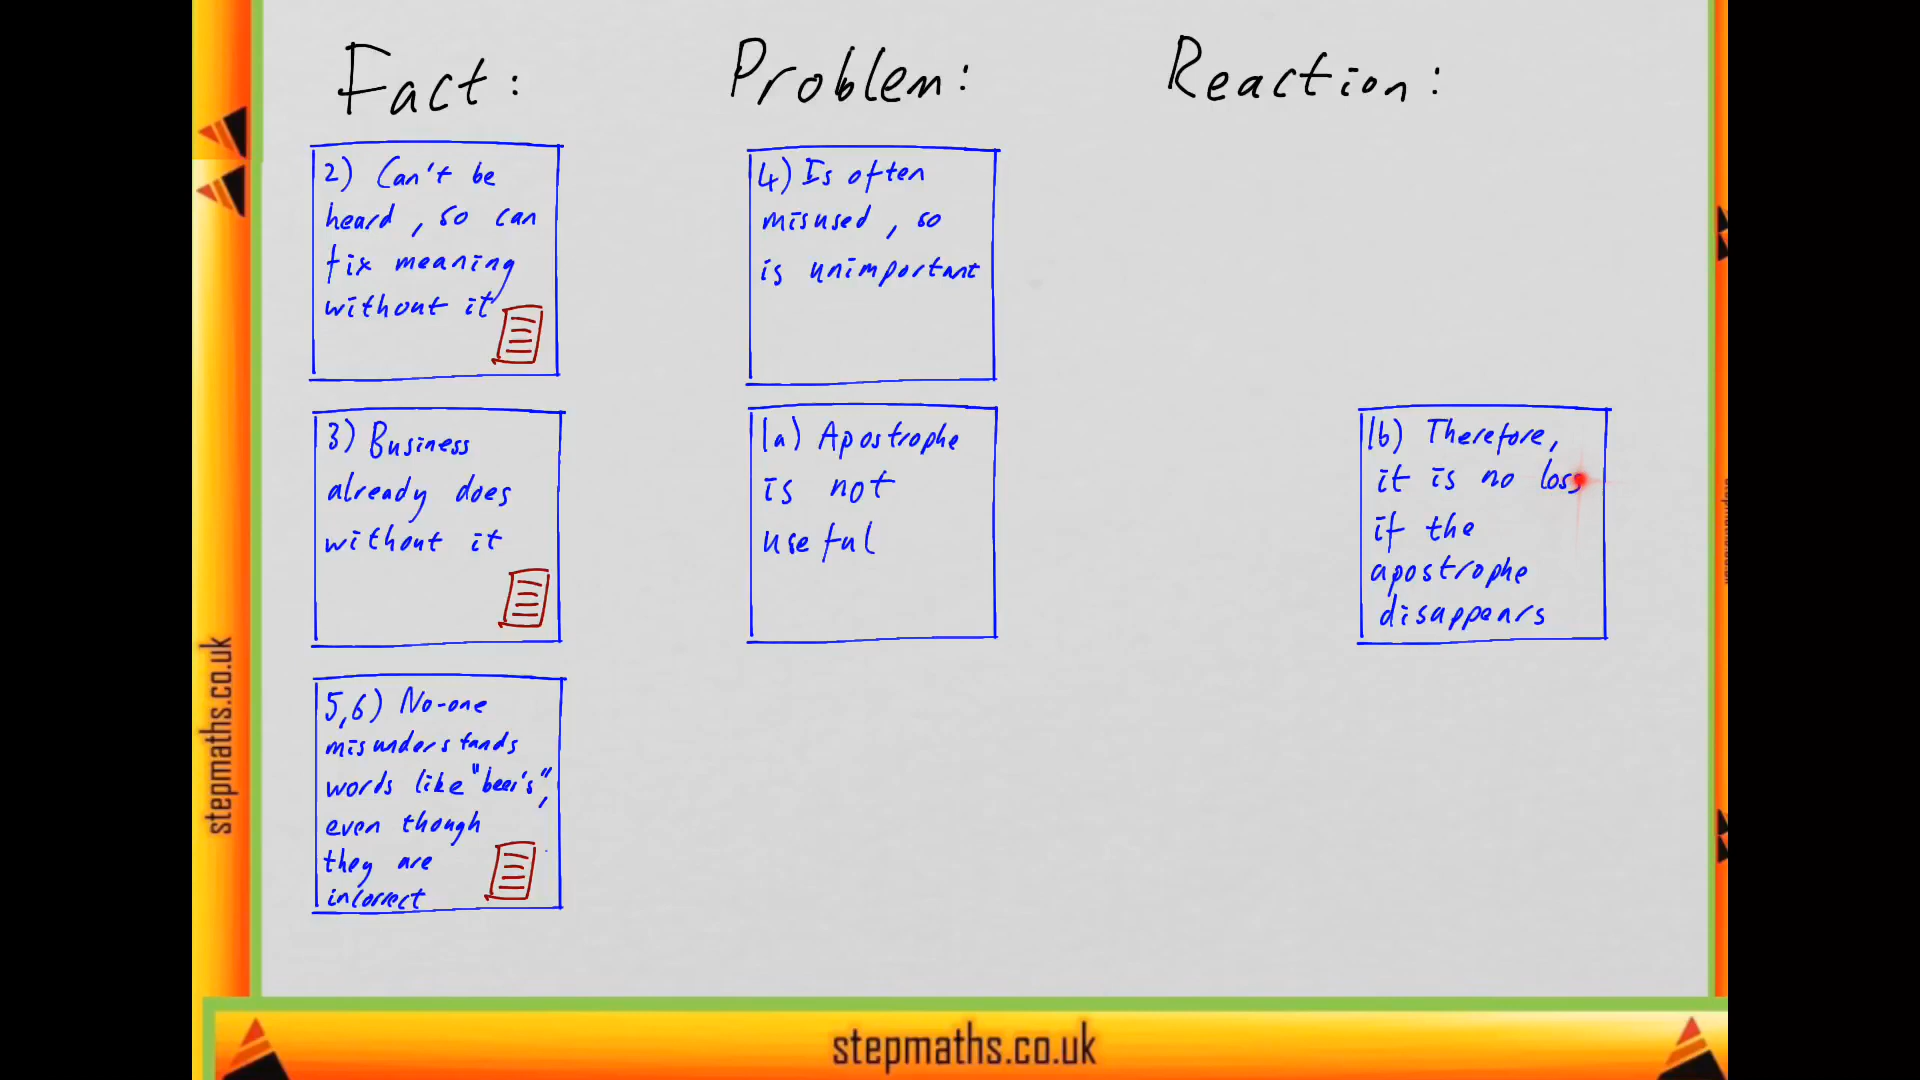 Fact:
Problem:
Reaction:
2) Can't be
heard, so can
fix meaning
without it
4) Is often
misused, so
is unimportant
3) Business
already does
without it
1a) Apostrophe
is not
useful
1b) Therefore,
it is no loss
if the
apostrophe
disappears
5,6) No-one
misunderstands
words like "beer's",
even though
they are
incorrect
stepmaths.co.uk
stepmaths.co.uk